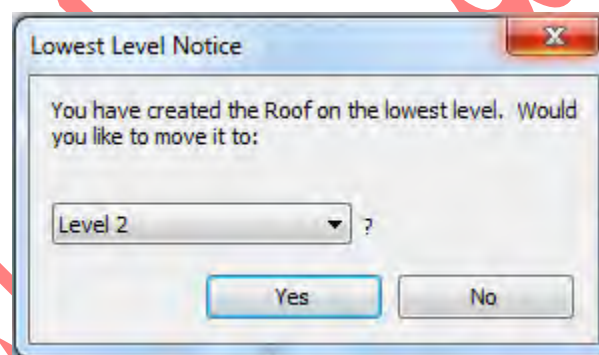 Lowest Level Notice
You have created the Roof on the lowest level. Would
you like to move it to:
Level 2 ?
Yes No